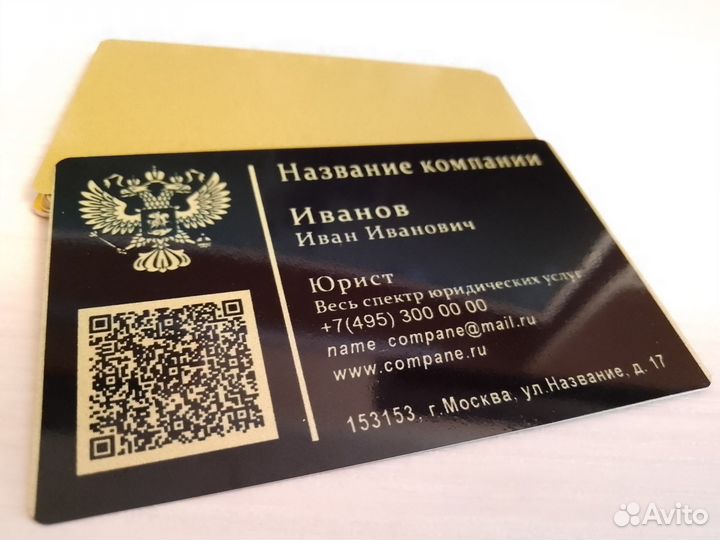 Название компании
Иванов
Иван Иванович
Юрист
Весь спектр юридических услуг
+7(495) 300 00 00
name_compane@mail.ru
www.compane.ru
153153, г.Москва, ул.Название, д. 17
Avito